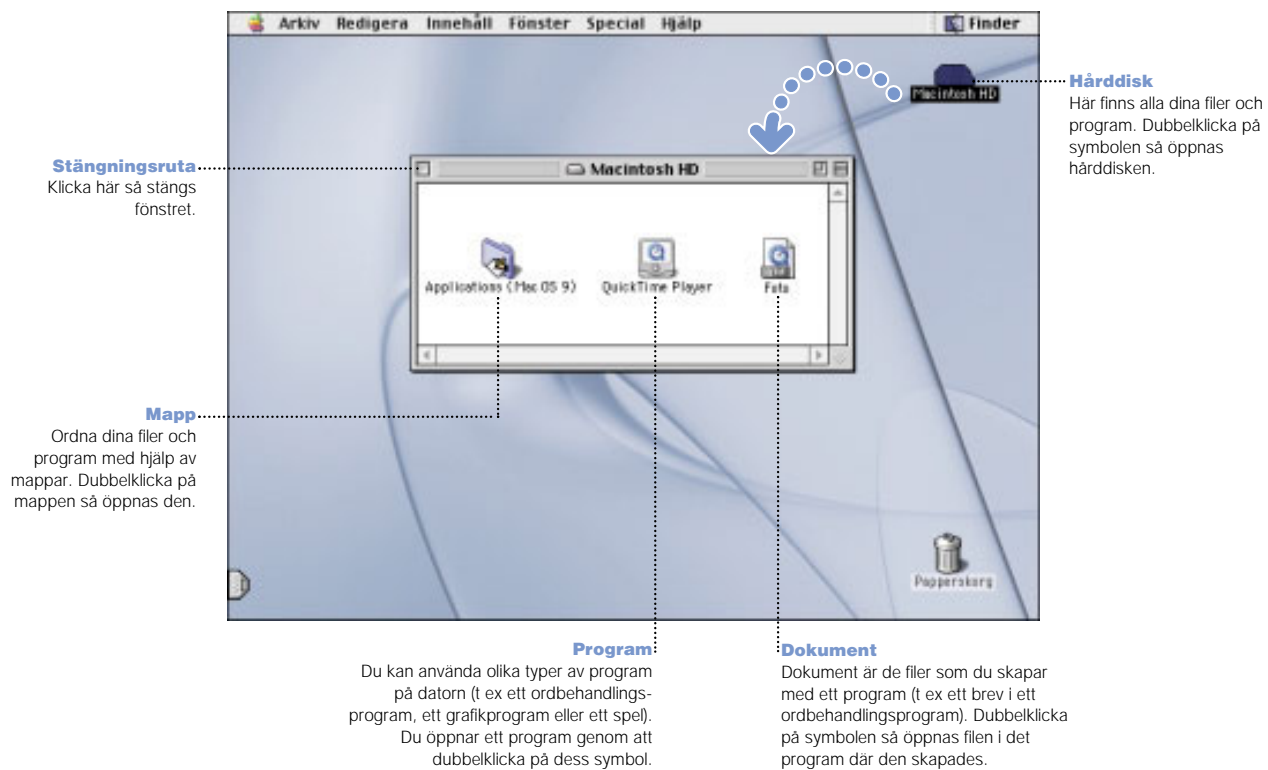 Arkiv Redigera Innehåll Fönster Special Hjälp Finder
Macintosh HD
Hårddisk
Här finns alla dina filer och
program. Dubbelklicka på
symbolen så öppnas
hårddisken.
Stängningsruta
Klicka här så stängs
fönstret.
Macintosh HD
Applications (Mac OS 9) QuickTime Player Foto
Mapp
Ordna dina filer och
program med hjälp av
mappar. Dubbelklicka på
mappen så öppnas den.
Papperskorg
Program
Du kan använda olika typer av program
på datorn (t ex ett ordbehandlings-
program, ett grafikprogram eller ett spel).
Du öppnar ett program genom att
dubbelklicka på dess symbol.
Dokument
Dokument är de filer som du skapar
med ett program (t ex ett brev i ett
ordbehandlingsprogram). Dubbelklicka
på symbolen så öppnas filen i det
program där den skapades.